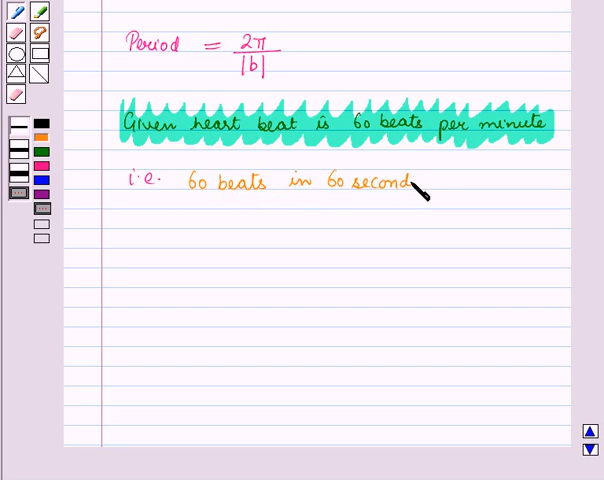 Period = 2π / |b|
Given heart beat is 60 beats per minute
i.e. 60 beats in 60 second